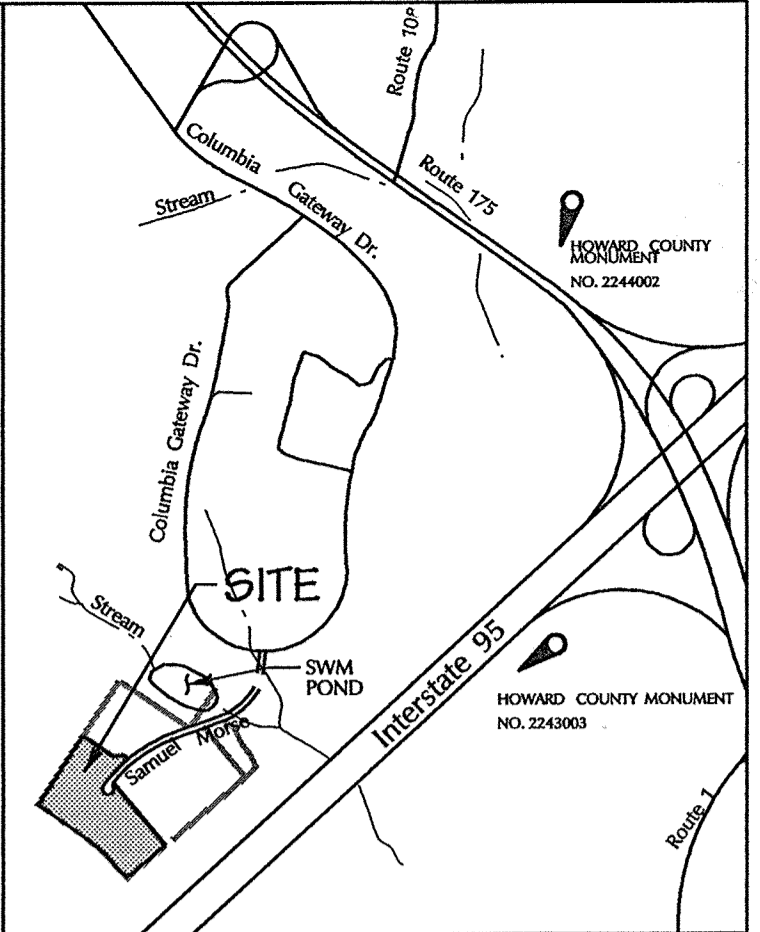 Route 108
Columbia
Gateway Dr.
Route 175
Stream
HOWARD COUNTY
MONUMENT
NO. 2244002
Columbia Gateway Dr.
SITE
Stream
SWM
POND
Interstate 95
HOWARD COUNTY MONUMENT
NO. 2243003
Samuel Morse
Route 1